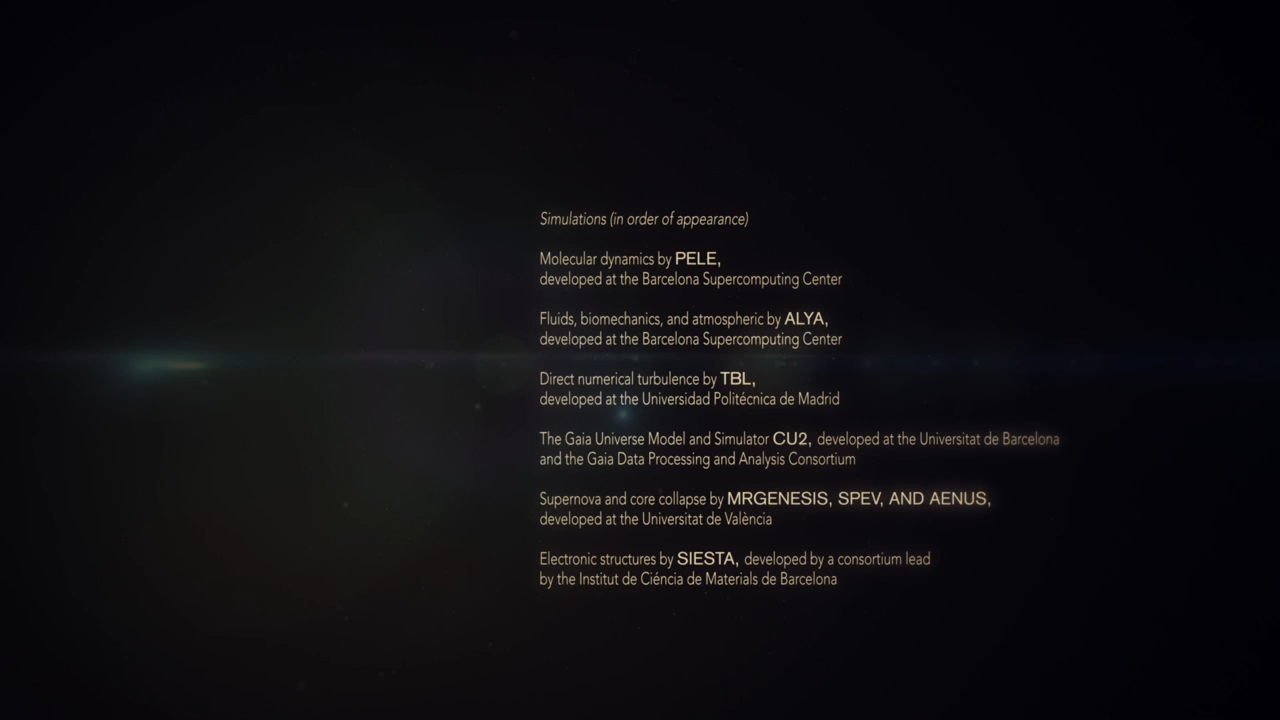 Simulations (in order of appearance)
Molecular dynamics by PELE,
developed at the Barcelona Supercomputing Center
Fluids, biomechanics, and atmospheric by ALYA,
developed at the Barcelona Supercomputing Center
Direct numerical turbulence by TBL,
developed at the Universidad Politécnica de Madrid
The Gaia Universe Model and Simulator CU2, developed at the Universitat de Barcelona
and the Gaia Data Processing and Analysis Consortium
Supernova and core collapse by MRGENESIS, SPEV, AND AENUS,
developed at the Universitat de València
Electronic structures by SIESTA, developed by a consortium lead
by the Institut de Ciéncia de Materials de Barcelona